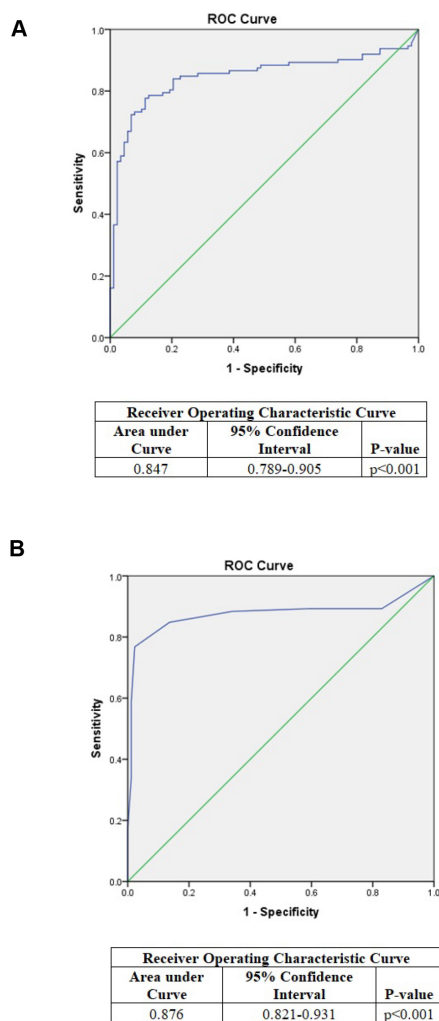 A
ROC Curve
Sensitivity
1.0
0.8
0.6
0.4
0.2
0.0
0.0 0.2 0.4 0.6 0.8 1.0
1 - Specificity
Receiver Operating Characteristic Curve
Area under Curve 95% Confidence Interval P-value
0.847 0.789-0.905 p<0.001
B
ROC Curve
Sensitivity
1.0
0.8
0.6
0.4
0.2
0.0
0.0 0.2 0.4 0.6 0.8 1.0
1 - Specificity
Receiver Operating Characteristic Curve
Area under Curve 95% Confidence Interval P-value
0.876 0.821-0.931 p<0.001